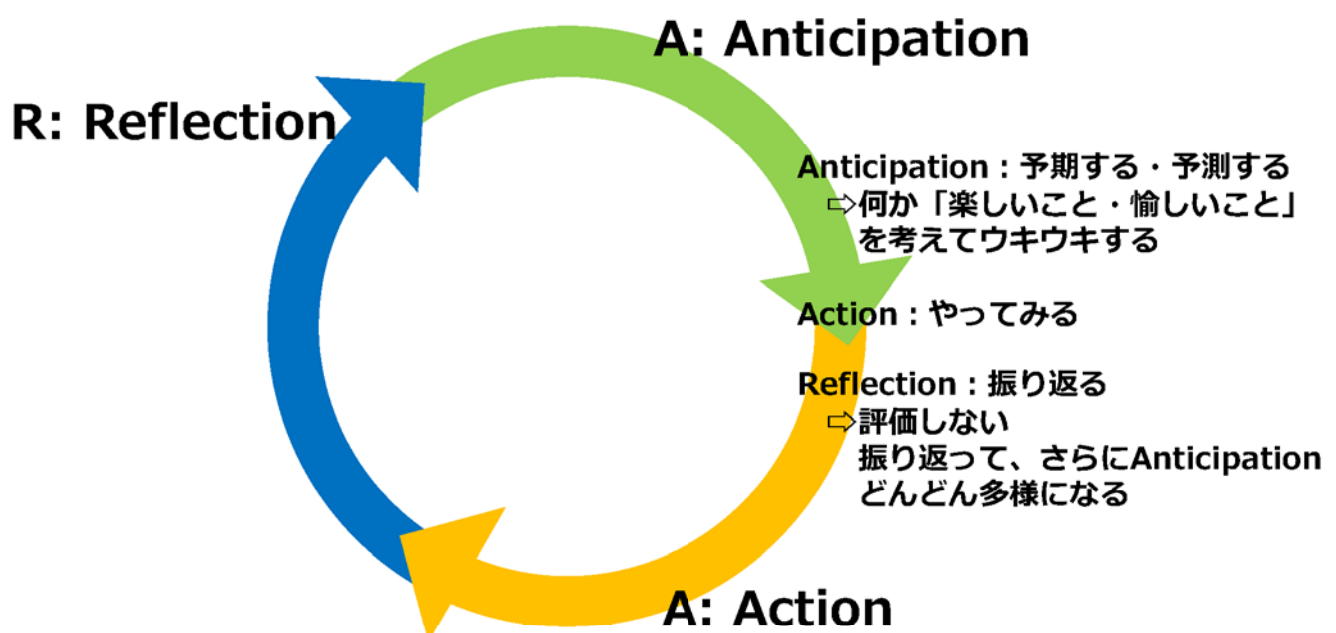 A: Anticipation
R: Reflection
Anticipation：予期する・予測する
⇨何か「楽しいこと・愉しいこと」
を考えてウキウキする
Action：やってみる
Reflection：振り返る
⇨評価しない
振り返って、さらにAnticipation
どんどん多様になる
A: Action